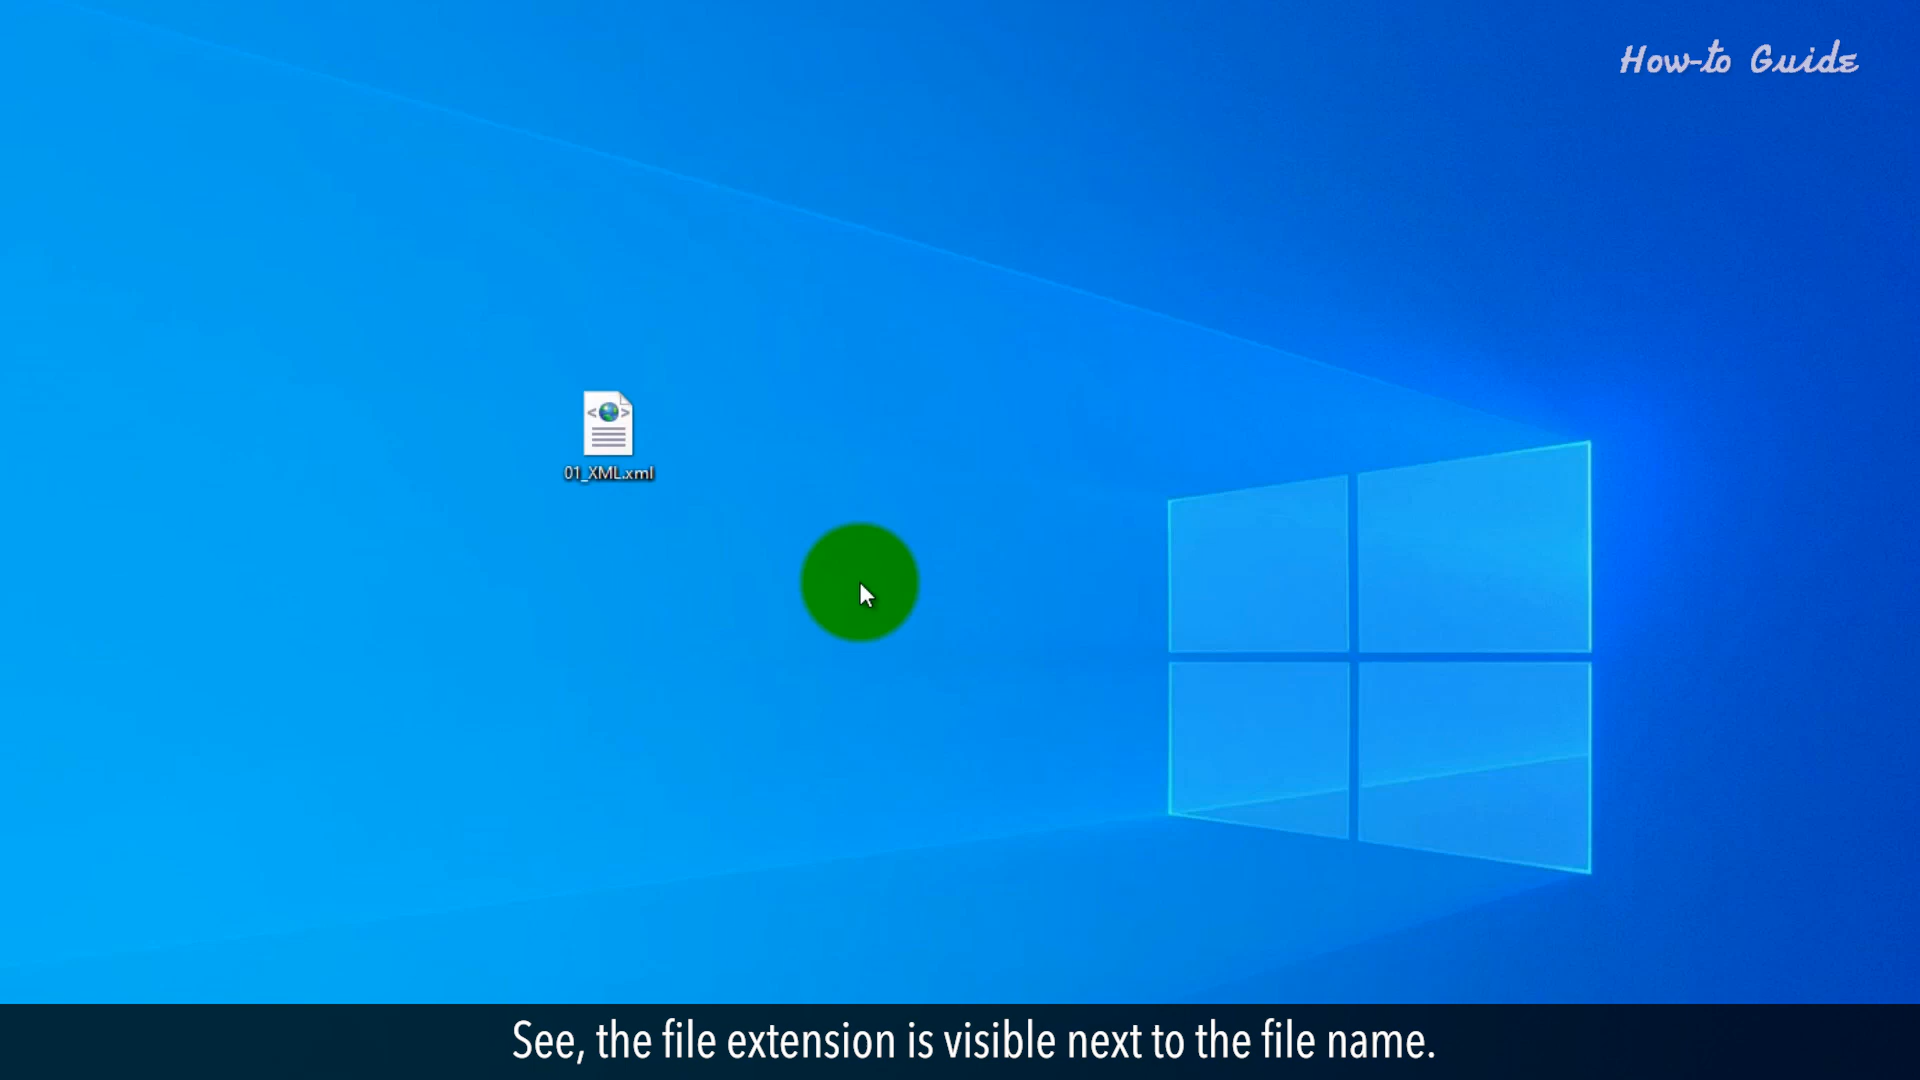 How-to Guide
01_XML.xml
See, the file extension is visible next to the file name.